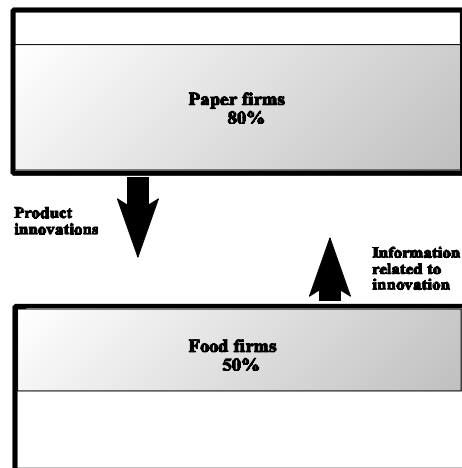 Paper firms
80%
Product
innovations
Information
related to
innovation
Food firms
50%